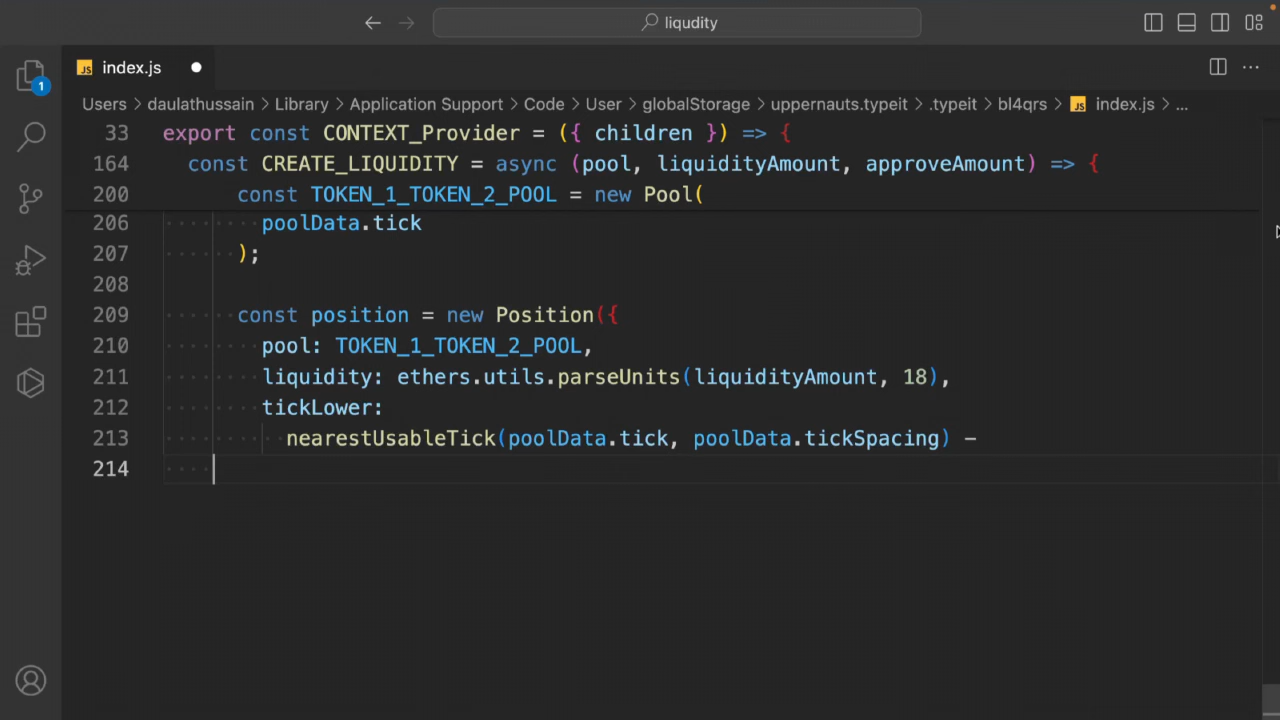 liqudity
JS index.js
1
Users > daulathussain > Library > Application Support > Code > User > globalStorage > uppernauts.typeit > .typeit > bl4qrs > JS index.js > ...
33 export const CONTEXT_Provider = ({ children }) => {
164 const CREATE_LIQUIDITY = async (pool, liquidityAmount, approveAmount) => {
200 const TOKEN_1_TOKEN_2_POOL = new Pool(
206 poolData.tick
207 );
208
209 const position = new Position({
210 pool: TOKEN_1_TOKEN_2_POOL,
211 liquidity: ethers.utils.parseUnits(liquidityAmount, 18),
212 tickLower:
213 nearestUsableTick(poolData.tick, poolData.tickSpacing) -
214